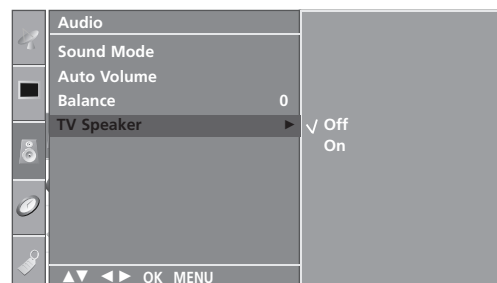 Audio
Sound Mode
Auto Volume
Balance 0
TV Speaker ► √ Off
On
▲▼ ◄► OK MENU